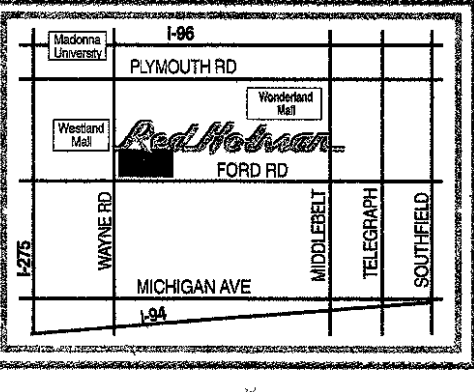 I-96
Madonna
University
PLYMOUTH RD
Wonderland
Mall
Westland
Mall
Red Holman
FORD RD
I-275
WAYNE RD
MIDDLEBELT
TELEGRAPH
SOUTHFIELD
MICHIGAN AVE
I-94